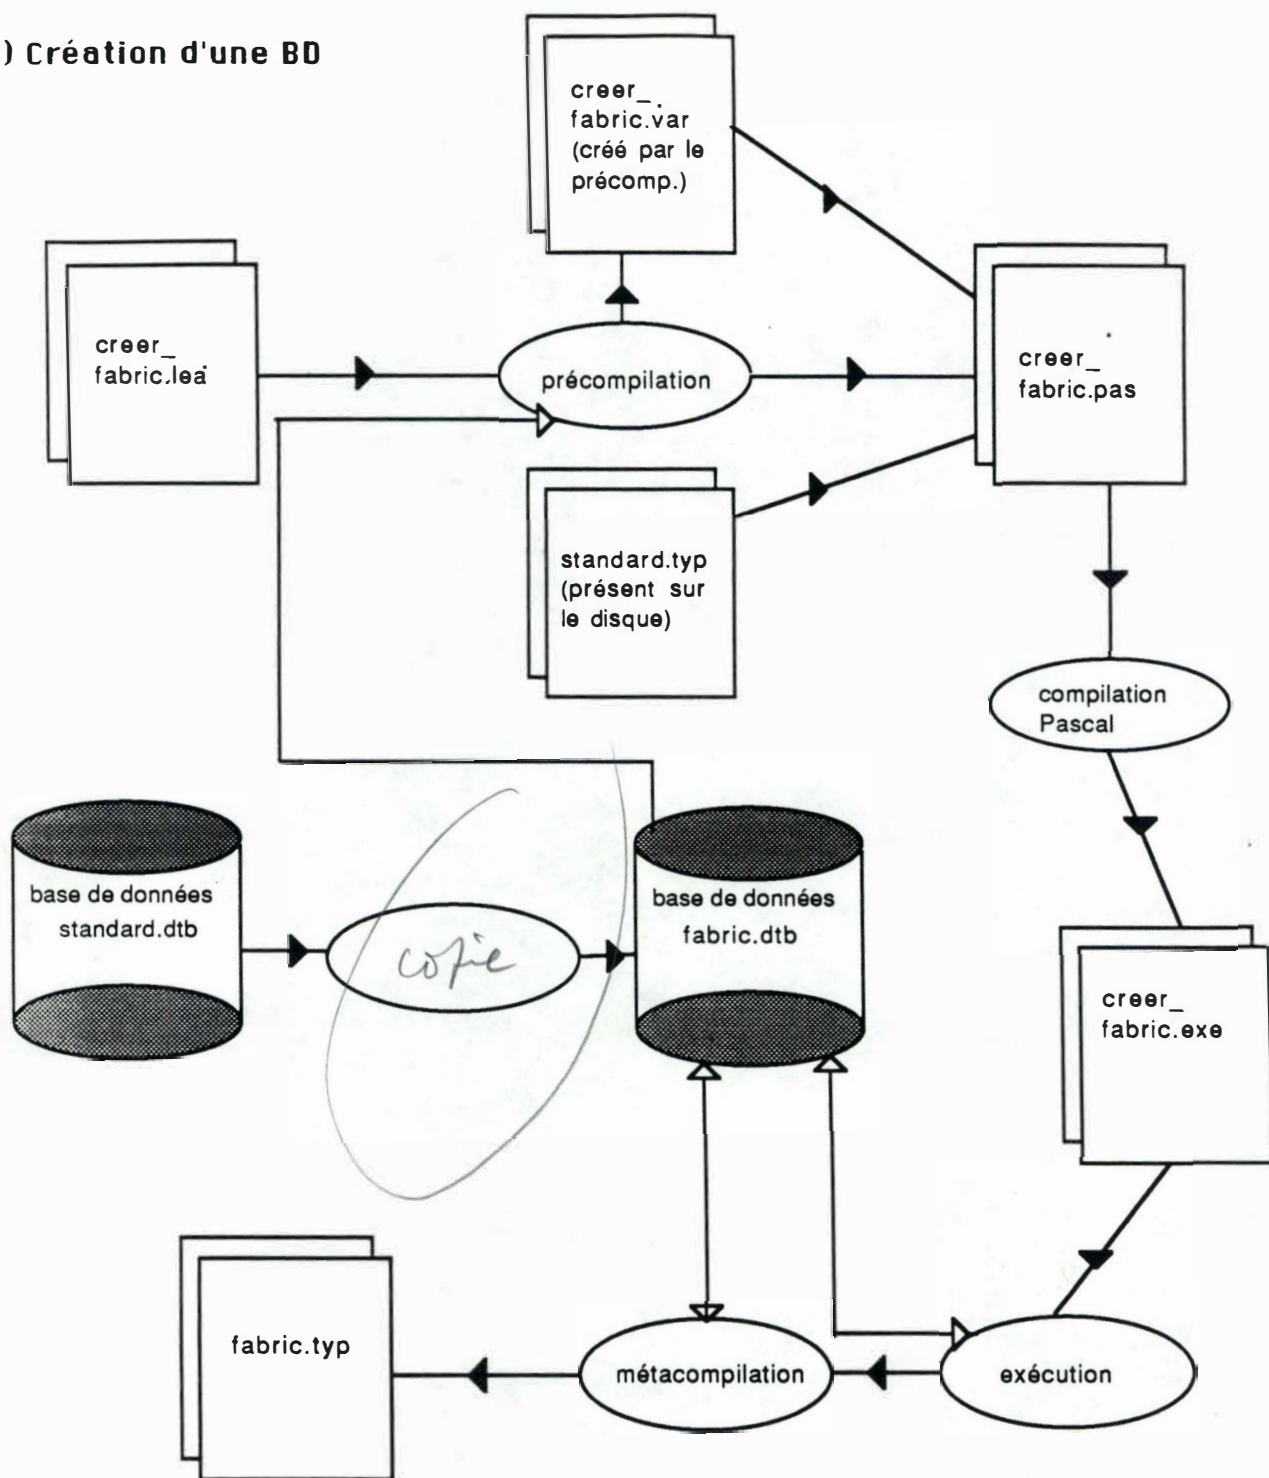 ) Création d'une BD
creer_
fabric.var
(créé par le
précomp.)
creer_
fabric.lea
précompilation
creer_
fabric.pas
standard.typ
(présent sur
le disque)
compilation
Pascal
base de données
standard.dtb
copie
base de données
fabric.dtb
creer_
fabric.exe
fabric.typ
métacompilation
exécution